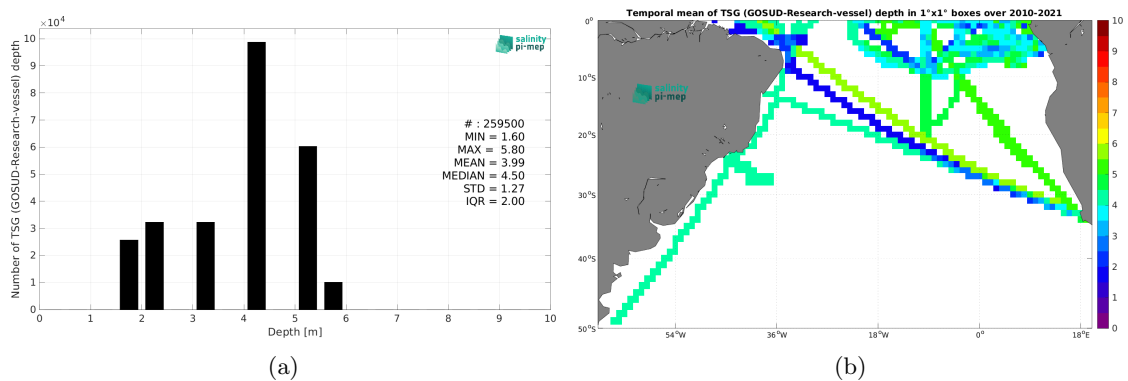 ×10⁴
10
9
8
7
6
5
4
3
2
1
0
Number of TSG (GOSUD-Research-vessel) depth
salinity
pi-mep
# : 259500
MIN = 1.60
MAX = 5.80
MEAN = 3.99
MEDIAN = 4.50
STD = 1.27
IQR = 2.00
0 1 2 3 4 5 6 7 8 9 10
Depth [m]
(a)
Temporal mean of TSG (GOSUD-Research-vessel) depth in 1°x1° boxes over 2010-2021
0°
10°S
20°S
30°S
40°S
50°S
salinity
pi-mep
54°W 36°W 18°W 0° 18°E
10
9
8
7
6
5
4
3
2
1
0
(b)